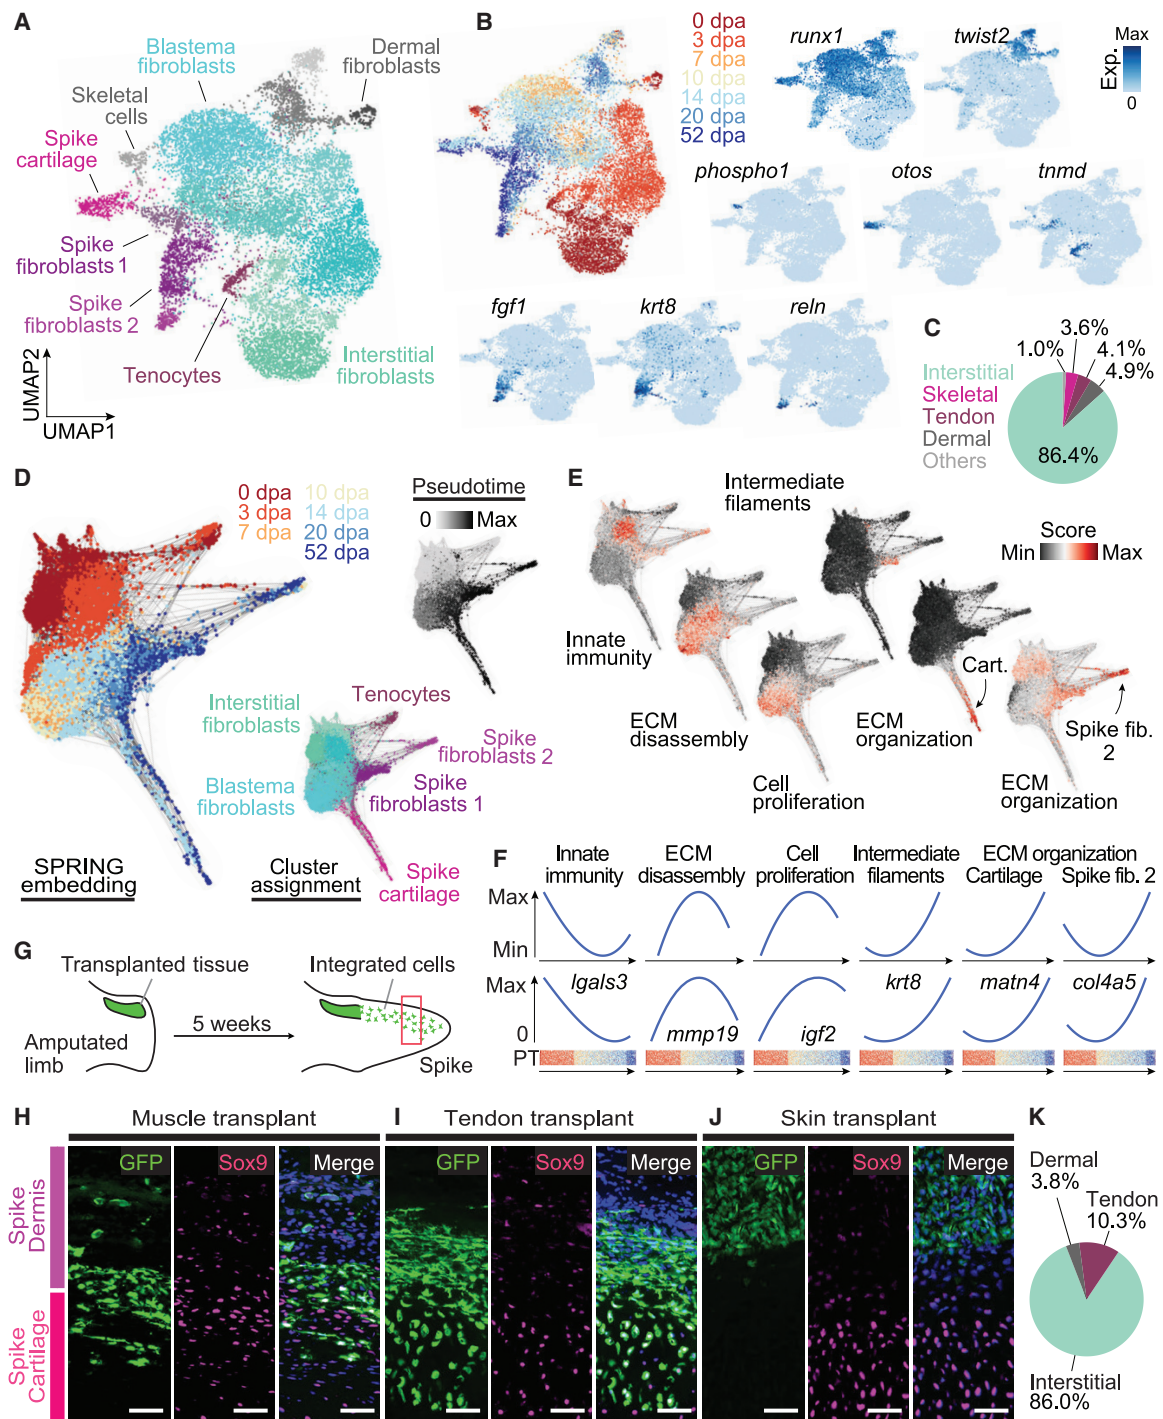 A
Blastema
fibroblasts
Dermal
fibroblasts
Skeletal
cells
Spike
cartilage
Spike
fibroblasts 1
Spike
fibroblasts 2
Tenocytes
Interstitial
fibroblasts
UMAP2
UMAP1
B
0 dpa
3 dpa
7 dpa
10 dpa
14 dpa
20 dpa
52 dpa
runx1
twist2
Exp.
Max
0
phospho1
otos
tnmd
fgf1
krt8
reln
C
Interstitial
Skeletal
Tendon
Dermal
Others
1.0%
3.6%
4.1%
4.9%
86.4%
D
0 dpa
3 dpa
7 dpa
10 dpa
14 dpa
20 dpa
52 dpa
Pseudotime
0 Max
Interstitial
fibroblasts
Tenocytes
Spike
fibroblasts 2
Blastema
fibroblasts
Spike
fibroblasts 1
Spike
cartilage
SPRING
embedding
Cluster
assignment
E
Intermediate
filaments
Score
Min Max
Innate
immunity
ECM
disassembly
Cell
proliferation
ECM
organization
Cart.
Spike fib.
2
ECM
organization
F
Innate
immunity
ECM
disassembly
Cell
proliferation
Intermediate
filaments
ECM organization
Cartilage Spike fib. 2
Max
Min
Max
0
lgals3
mmp19
igf2
krt8
matn4
col4a5
PT
G
Transplanted tissue
Amputated
limb
5 weeks
Integrated cells
Spike
H Muscle transplant
GFP Sox9 Merge
I Tendon transplant
GFP Sox9 Merge
J Skin transplant
GFP Sox9 Merge
Spike
Dermis
Spike
Cartilage
K
Dermal
3.8%
Tendon
10.3%
Interstitial
86.0%